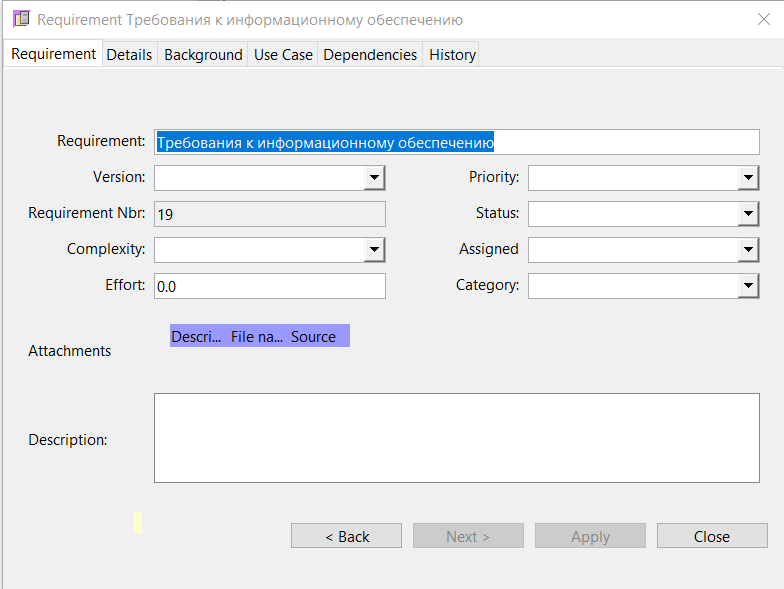 Requirement Требования к информационному обеспечению
Requirement Details Background Use Case Dependencies History
Requirement: Требования к информационному обеспечению
Version: Priority:
Requirement Nbr: 19 Status:
Complexity: Assigned
Effort: 0.0 Category:
Descri... File na... Source
Attachments
Description:
< Back Next > Apply Close